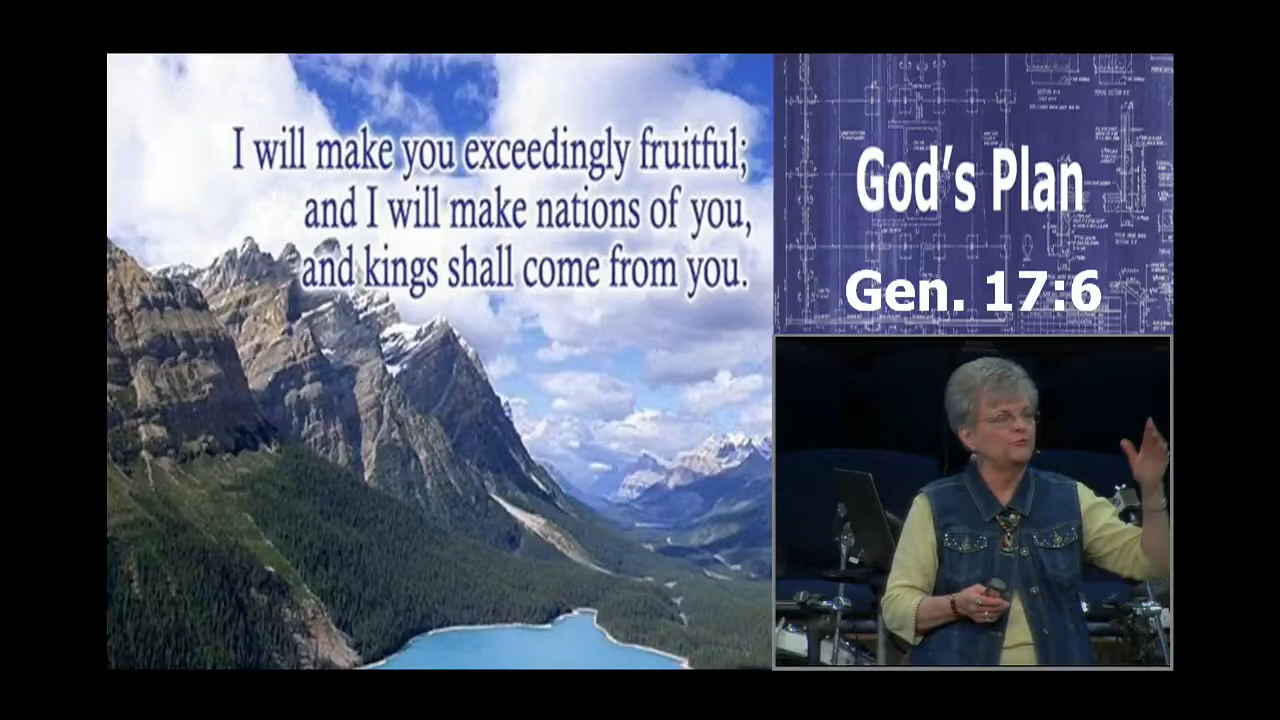 I will make you exceedingly fruitful;
and I will make nations of you,
and kings shall come from you.
God's Plan
Gen. 17:6